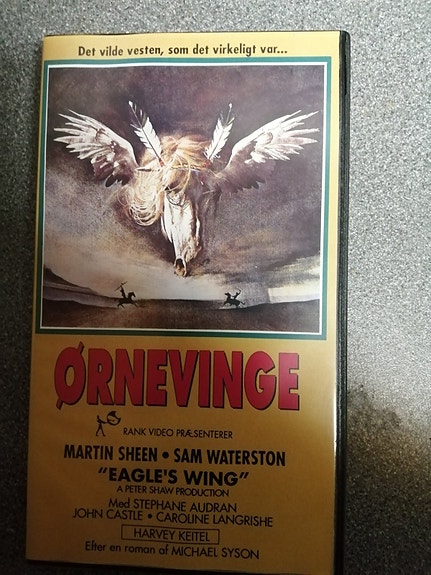 Det vilde vesten, som det virkeligt var...
ØRNEVINGE
RANK VIDEO PRÆSENTERER
MARTIN SHEEN • SAM WATERSTON
"EAGLE'S WING"
A PETER SHAW PRODUCTION
Med STEPHANE AUDRAN
JOHN CASTLE • CAROLINE LANGRISHE
HARVEY KEITEL
Efter en roman af MICHAEL SYSON